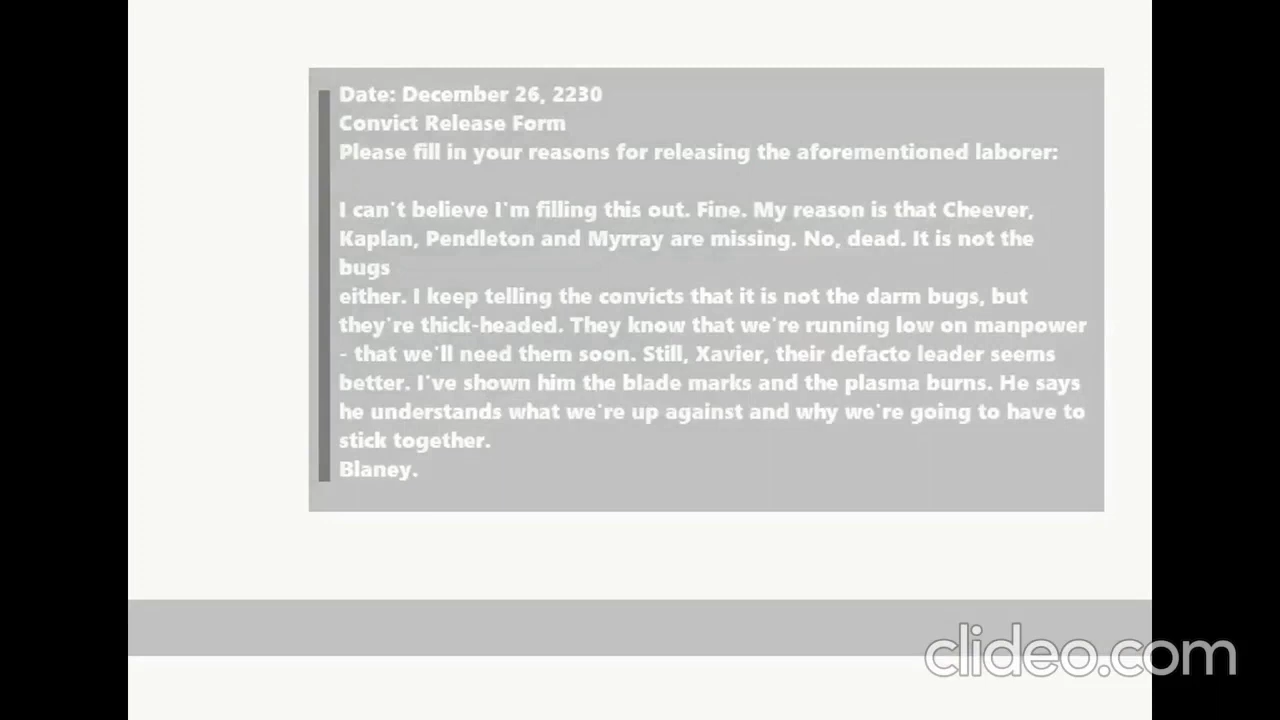 Date: December 26, 2230
Convict Release Form
Please fill in your reasons for releasing the aforementioned laborer:
I can't believe I'm filling this out. Fine. My reason is that Cheever,
Kaplan, Pendleton and Myrray are missing. No, dead. It is not the
bugs
either. I keep telling the convicts that it is not the darm bugs, but
they're thick-headed. They know that we're running low on manpower
- that we'll need them soon. Still, Xavier, their defacto leader seems
better. I've shown him the blade marks and the plasma burns. He says
he understands what we're up against and why we're going to have to
stick together.
Blaney.
clideo.com